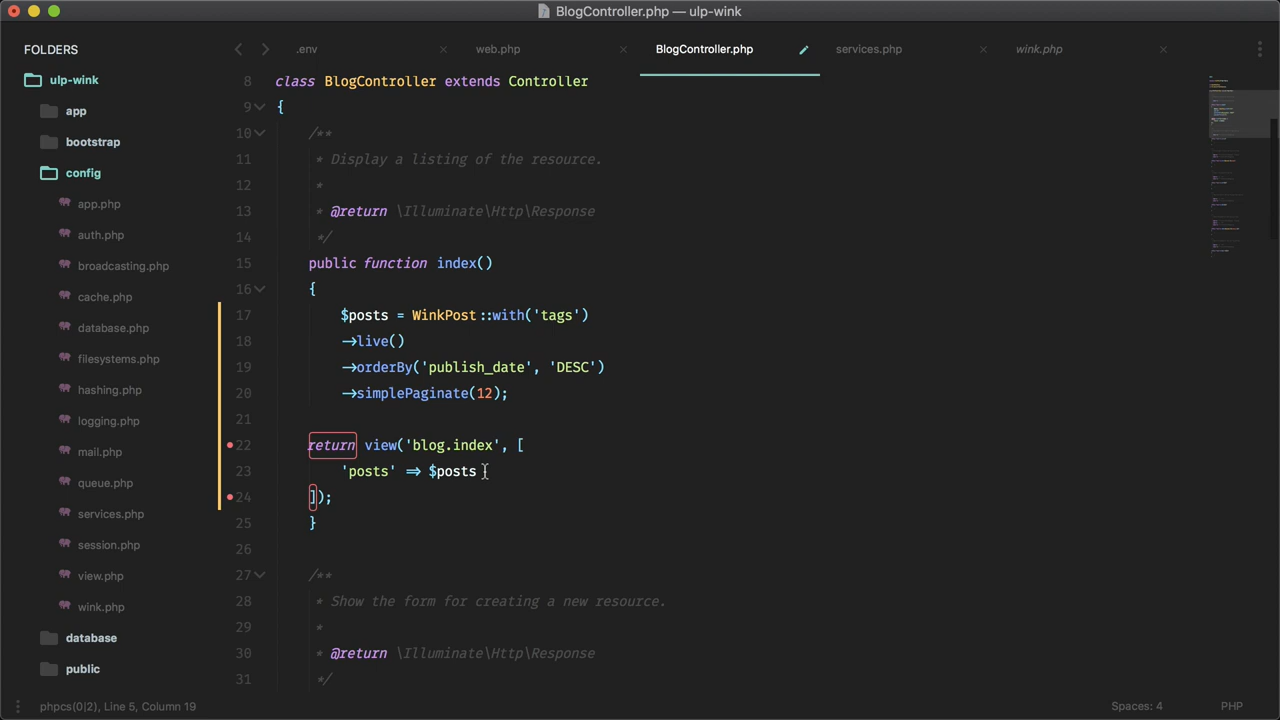 BlogController.php — ulp-wink
FOLDERS
ulp-wink
app
bootstrap
config
app.php
auth.php
broadcasting.php
cache.php
database.php
filesystems.php
hashing.php
logging.php
mail.php
queue.php
services.php
session.php
view.php
wink.php
database
public
.env
web.php
BlogController.php
services.php
wink.php
8 class BlogController extends Controller
9 {
10 /**
11 * Display a listing of the resource.
12 *
13 * @return \Illuminate\Http\Response
14 */
15 public function index()
16 {
17 $posts = WinkPost::with('tags')
18 ->live()
19 ->orderBy('publish_date', 'DESC')
20 ->simplePaginate(12);
21
22 return view('blog.index', [
23 'posts' => $posts
24 ]);
25 }
26
27 /**
28 * Show the form for creating a new resource.
29 *
30 * @return \Illuminate\Http\Response
31 */
phpcs(0|2), Line 5, Column 19
Spaces: 4
PHP